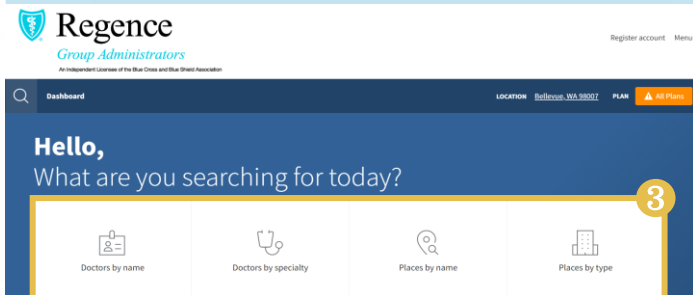 Regence
Group Administrators
An Independent Licensee of the Blue Cross and Blue Shield Association
Register account Menu
Dashboard LOCATION Bellevue, WA 98007 PLAN All Plans
Hello,
What are you searching for today?
3
Doctors by name Doctors by specialty Places by name Places by type